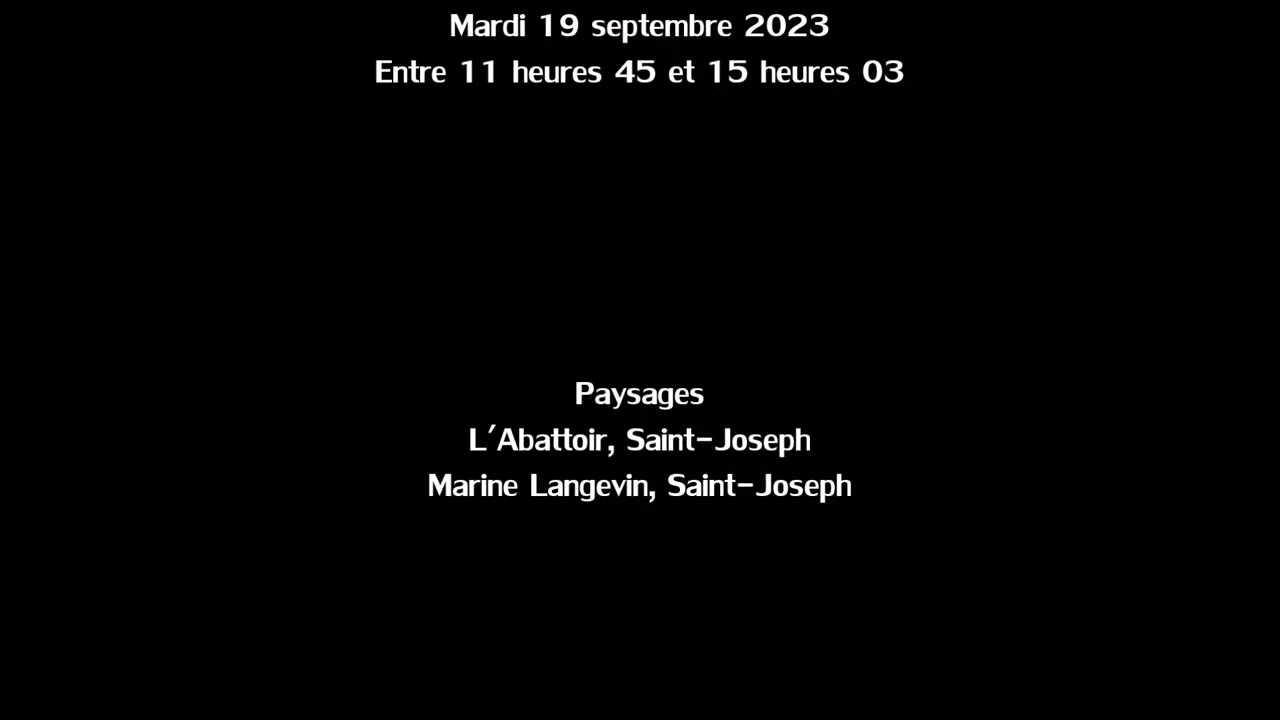 Mardi 19 septembre 2023
Entre 11 heures 45 et 15 heures 03
Paysages
L'Abattoir, Saint-Joseph
Marine Langevin, Saint-Joseph